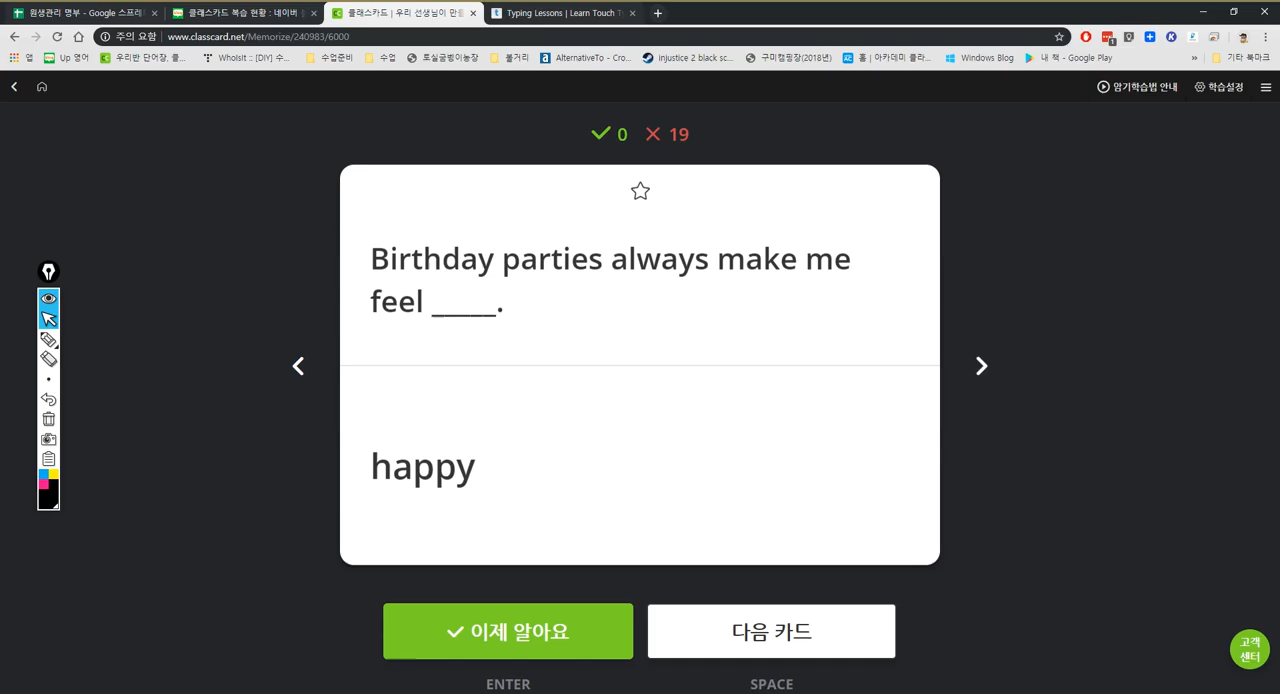 원생관리 명부 - Google 스프레
클래스카드 복습 현황 : 네이버
클래스카드 | 우리 선생님이 만든
Typing Lessons | Learn Touch T
주의 요함
www.classcard.net/Memorize/240983/6000
앱
Up 영어
우리반 단어장, 클...
WhoIst :: [DIY] 수...
수업준비
수업
토실굼벵이농장
볼거리
AlternativeTo - Cro...
injustice 2 black sc...
구미캠핑장(2018년)
홈 | 아카데미 클라...
Windows Blog
내 책 - Google Play
»
기타 북마크
암기학습법 안내
학습설정
0
19
Birthday parties always make me
feel _____.
happy
이제 알아요
다음 카드
ENTER
SPACE
고객
센터